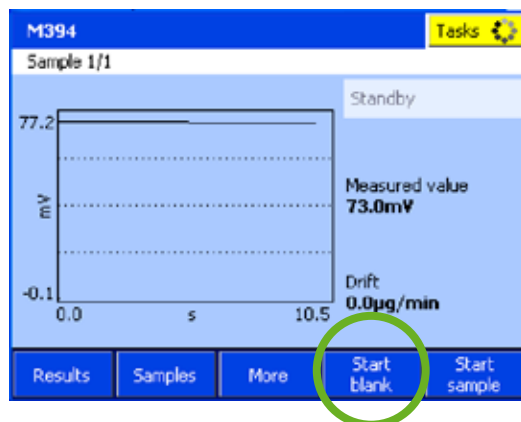 M394
Tasks
Sample 1/1
Standby
77.2
mV
-0.1
0.0
s
10.5
Measured value
73.0mV
Drift
0.0µg/min
Results
Samples
More
Start
blank
Start
sample